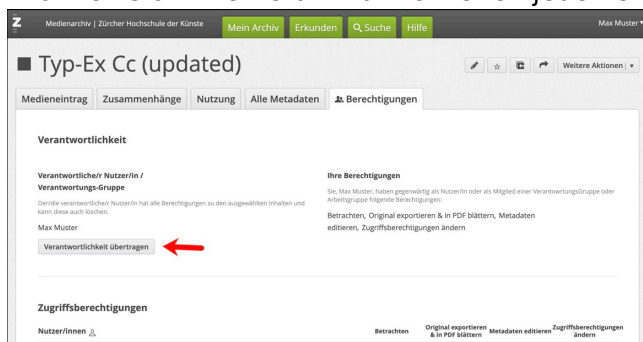 Z Medienarchiv | Zürcher Hochschule der Künste Mein Archiv Erkunden Suche Hilfe Max Muster
Typ-Ex Cc (updated) Weitere Aktionen
Medieneintrag Zusammenhänge Nutzung Alle Metadaten Berechtigungen
Verantwortlichkeit
Verantwortliche/r Nutzer/in /
Verantwortungs-Gruppe
Der/die verantwortliche/r Nutzer/in hat alle Berechtigungen zu den ausgewählten Inhalten und
kann diese auch löschen.
Max Muster
Verantwortlichkeit übertragen
Ihre Berechtigungen
Sie, Max Muster, haben gegenwärtig als Nutzer/in oder als Mitglied einer VerantowrtungsGruppe oder
Arbeitsgruppe folgende Berechtigungen:
Betrachten, Original exportieren & in PDF blättern, Metadaten
editieren, Zugriffsberechtigungen ändern
Zugriffsberechtigungen
Nutzer/innen Betrachten Original exportieren & in PDF blättern Metadaten editieren Zugriffsberechtigungen ändern